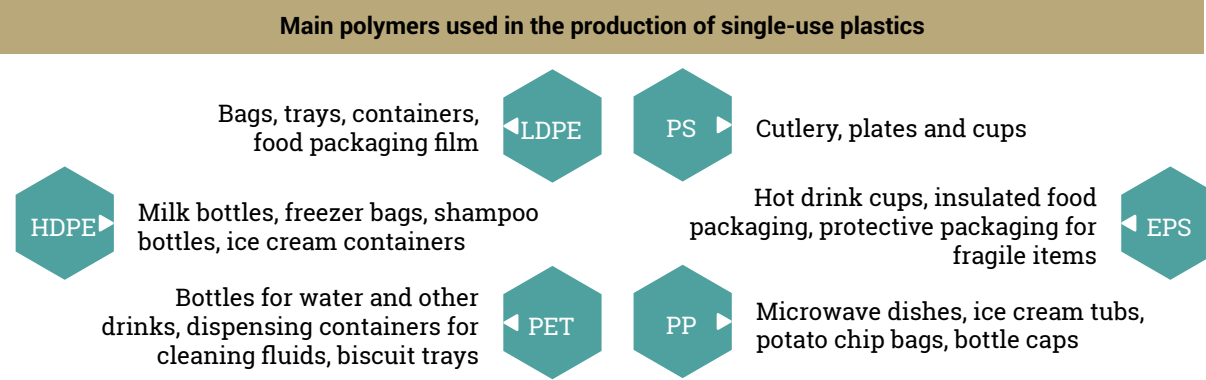 Main polymers used in the production of single-use plastics
Bags, trays, containers,
food packaging film
LDPE
PS
Cutlery, plates and cups
HDPE
Milk bottles, freezer bags, shampoo
bottles, ice cream containers
Hot drink cups, insulated food
packaging, protective packaging for
fragile items
EPS
Bottles for water and other
drinks, dispensing containers for
cleaning fluids, biscuit trays
PET
PP
Microwave dishes, ice cream tubs,
potato chip bags, bottle caps